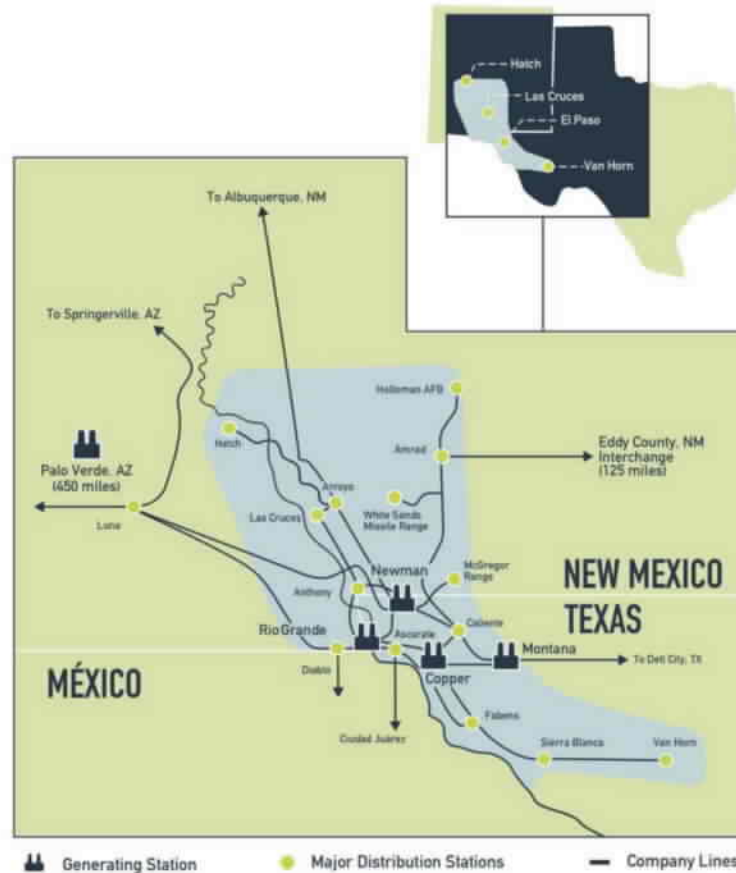 Hatch
Las Cruces
El Paso
Van Horn
To Albuquerque, NM
To Springerville, AZ
Holloman AFB
Hatch
Amrad
Eddy County, NM
Interchange
(125 miles)
Palo Verde, AZ
(450 miles)
Arroyo
Luna
Las Cruces
White Sands
Missile Range
Newman
McGregor
Range
NEW MEXICO
Anthony
TEXAS
Rio Grande
Ascarate
Caliente
Montana
MÉXICO
Diablo
Copper
To Dell City, TX
Fabens
Ciudad Juárez
Sierra Blanca
Van Horn
Generating Station
Major Distribution Stations
Company Lines